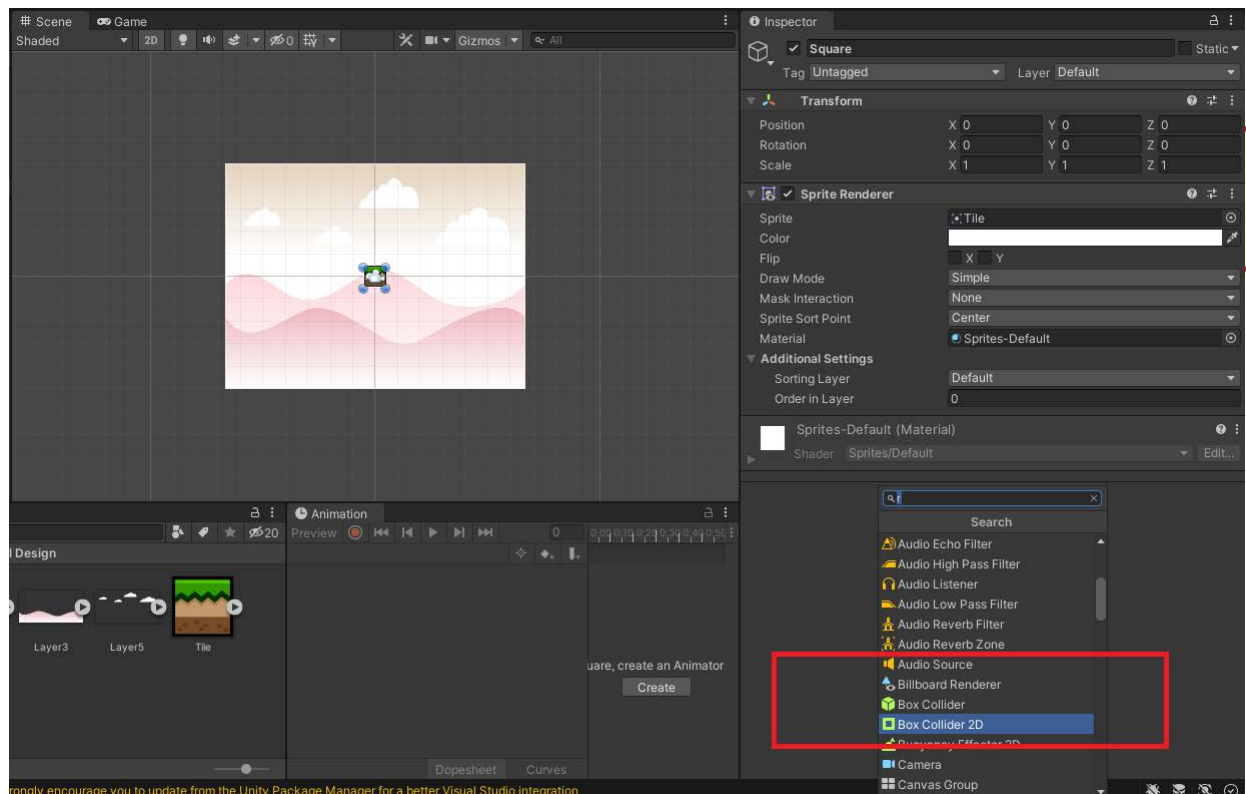 Scene Game
Shaded 2D 0 Gizmos All
Inspector
Square Static
Tag Untagged Layer Default
Transform
Position X 0 Y 0 Z 0
Rotation X 0 Y 0 Z 0
Scale X 1 Y 1 Z 1
Sprite Renderer
Sprite Tile
Color
Flip X Y
Draw Mode Simple
Mask Interaction None
Sprite Sort Point Center
Material Sprites-Default
Additional Settings
Sorting Layer Default
Order in Layer 0
Sprites-Default (Material)
Shader Sprites/Default Edit...
r
Search
Audio Echo Filter
Audio High Pass Filter
Audio Listener
Audio Low Pass Filter
Audio Reverb Filter
Audio Reverb Zone
Audio Source
Billboard Renderer
Box Collider
Box Collider 2D
Buoyancy Effector 2D
Camera
Canvas Group
20
Animation
Preview 0
l Design
Layer3 Layer5 Tile
uare, create an Animator
Create
Dopesheet Curves
rongly encourage you to update from the Unity Package Manager for a better Visual Studio integration